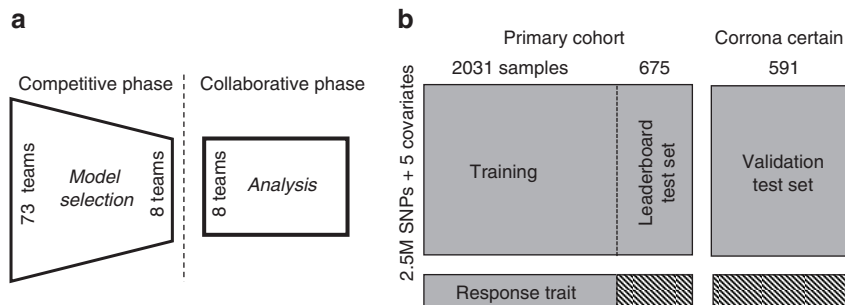 a
Competitive phase
Collaborative phase
73 teams
Model
selection
8 teams
8 teams
Analysis
b
Primary cohort
Corrona certain
2031 samples
675
591
2.5M SNPs + 5 covariates
Training
Leaderboard
test set
Validation
test set
Response trait